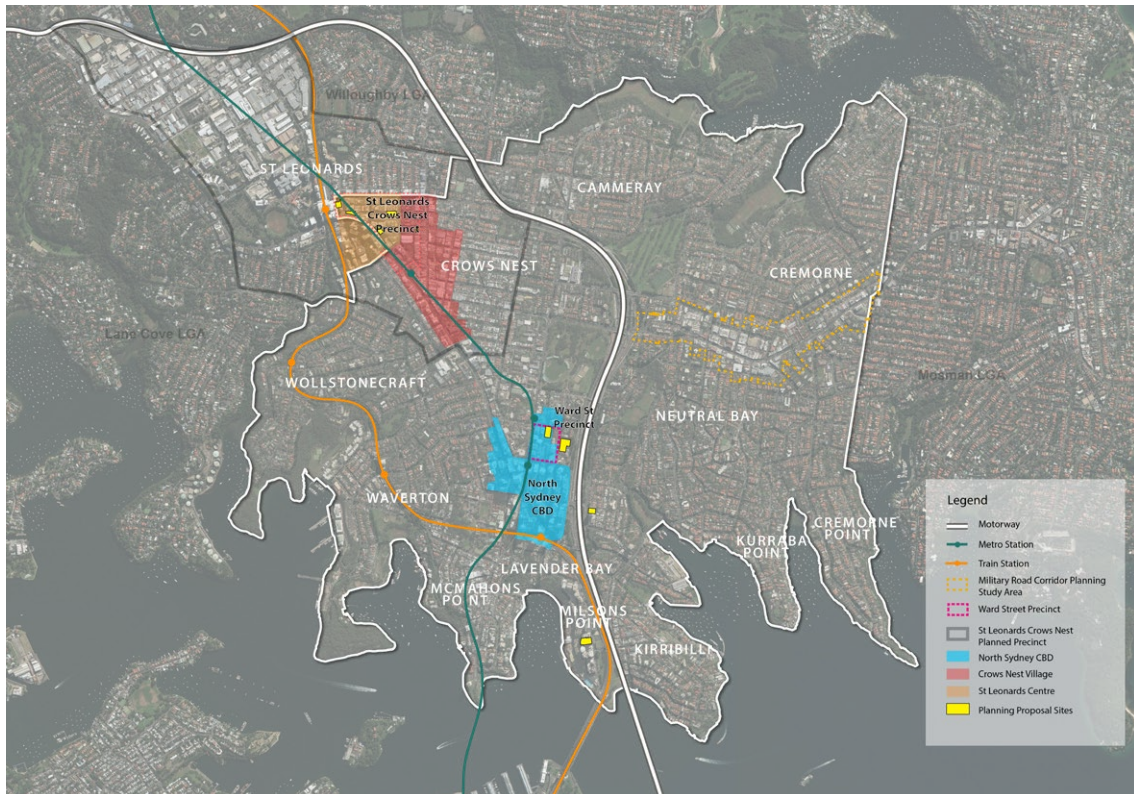 Willoughby LGA
ST LEONARDS
CAMMERAY
St Leonards
Crows Nest
Precinct
CROWS NEST
CREMORNE
Lane Cove LGA
Mosman LGA
WOLLSTONECRAFT
Ward St
Precinct
NEUTRAL BAY
North
Sydney
CBD
WAVERTON
CREMORNE
POINT
KURRABA
POINT
LAVENDER BAY
MCMAHONS
POINT
MILSONS
POINT
KIRRIBILLI
Legend
Motorway
Metro Station
Train Station
Military Road Corridor Planning
Study Area
Ward Street Precinct
St Leonards Crows Nest
Planned Precinct
North Sydney CBD
Crows Nest Village
St Leonards Centre
Planning Proposal Sites